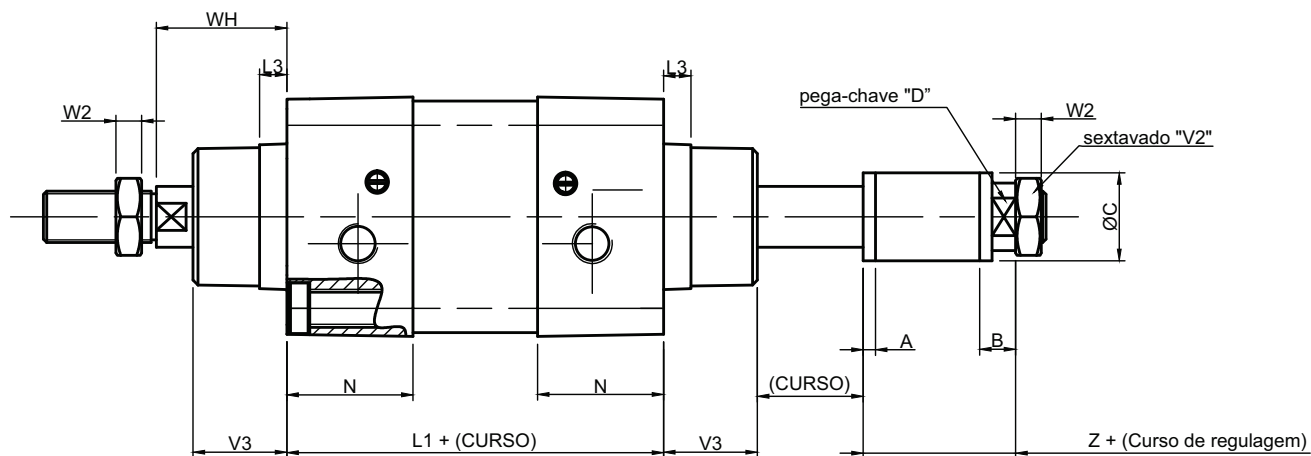 WH
L3
L3
W2
pega-chave "D"
W2
sextavado "V2"
ØC
A
B
N
N
(CURSO)
V3
L1 + (CURSO)
V3
Z + (Curso de regulagem)